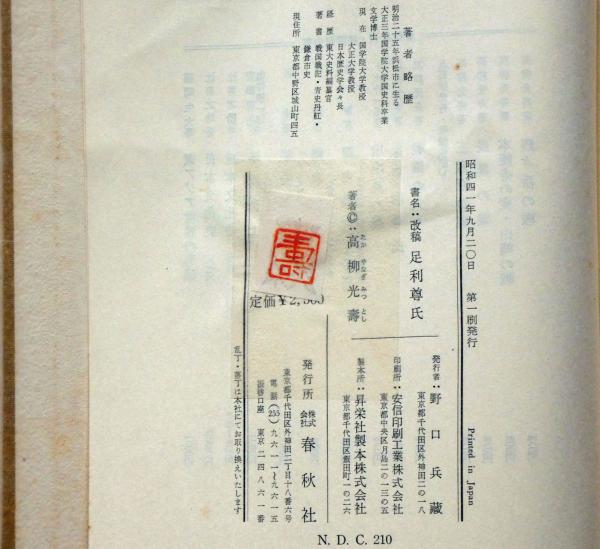 著者略歴
明治二十五年浜松市に生る
大正三年国学院大学国史科卒業
文学博士
現在 国学院大学教授
大正大学教授
日本歴史学会々長
経歴 東大史料編纂官
著書 戦国戦記・青史端紅・
鎌倉市史
現住所 東京都中野区城山町四五
昭和四一年九月二〇日 第一刷発行
Printed in Japan
書名:改稿 足利尊氏
著者©:高柳光壽
たか やなぎ みつ とし
壽
定価¥2,500
発行者:野口兵蔵
東京都千代田区外神田二の一八
印刷所:安信印刷工業株式会社
東京都中央区月島二の一三の五
製本所:昇栄社製本株式会社
東京都千代田区飯田町一の二六
発行所 株式会社 春秋社
東京都千代田区外神田二丁目十八番六号
電話(255)九六一一~九六一五
振替口座 東京二四八六一番
乱丁・落丁は本社にてお取り換えいたします
N. D. C. 210